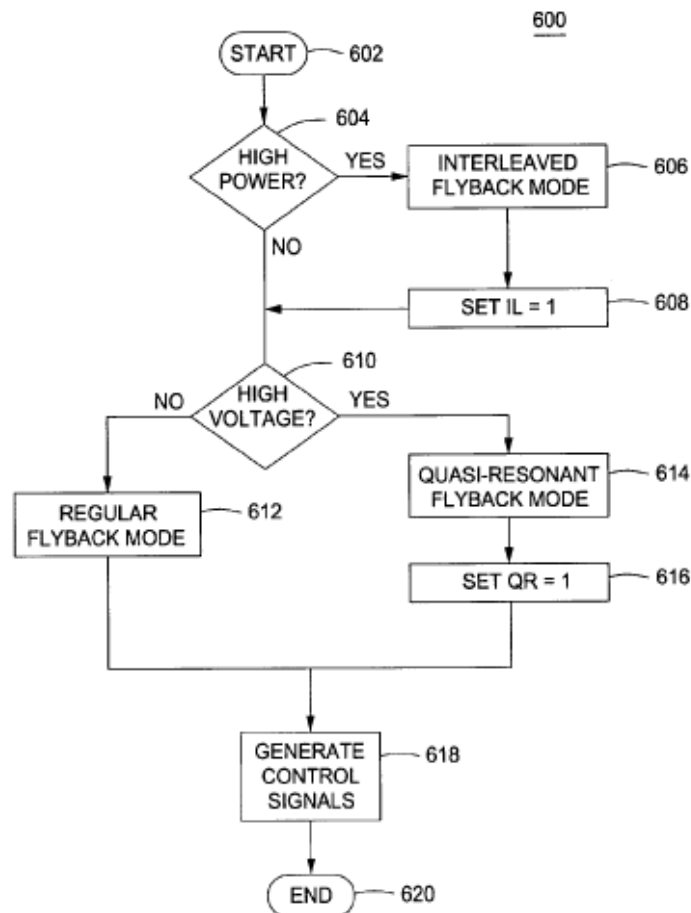 600
START
602
604
HIGH
POWER?
YES
INTERLEAVED
FLYBACK MODE
606
NO
SET IL = 1
608
610
HIGH
VOLTAGE?
NO
YES
QUASI-RESONANT
FLYBACK MODE
614
REGULAR
FLYBACK MODE
612
SET QR = 1
616
GENERATE
CONTROL
SIGNALS
618
END
620